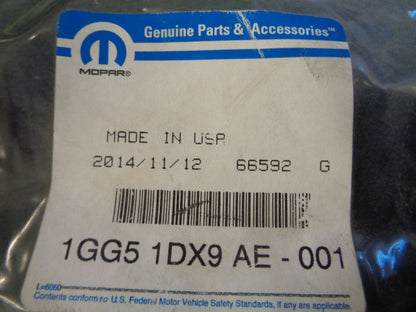 Genuine Parts & Accessories™
MOPAR®
MADE IN USA
2014/11/12 66592 G
1GG5 1DX9 AE - 001
L=6060
Contents conform to U.S. Federal Motor Vehicle Safety Standards, if any are applicable.